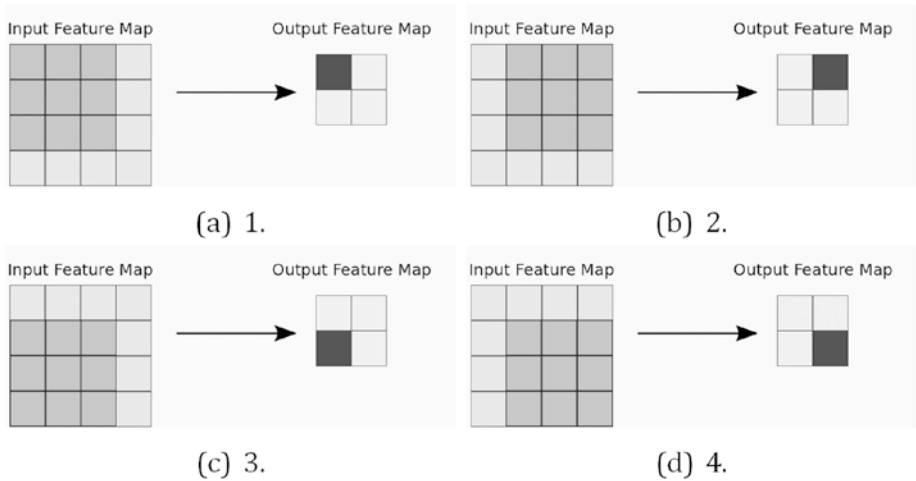 Input Feature Map
Output Feature Map
(a) 1.
Input Feature Map
Output Feature Map
(b) 2.
Input Feature Map
Output Feature Map
(c) 3.
Input Feature Map
Output Feature Map
(d) 4.